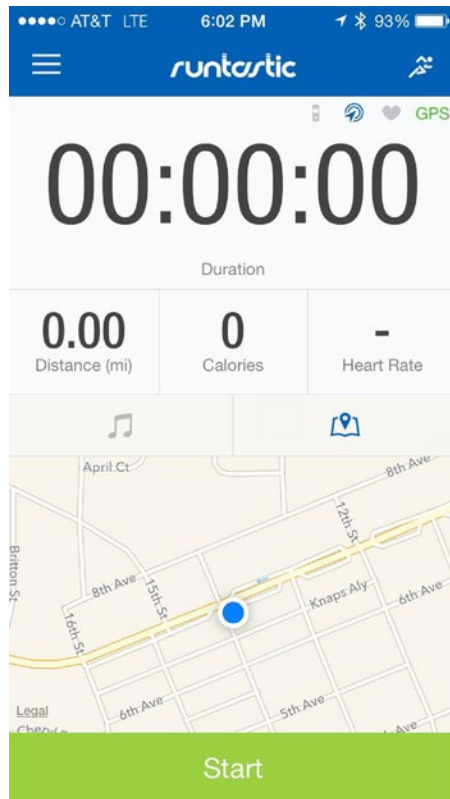 AT&T LTE 6:02 PM 93%
runtastic
GPS
00:00:00
Duration
0.00 0 -
Distance (mi) Calories Heart Rate
April Ct
8th Ave
12th St
Britton St
8th Ave
15th St
Knaps Aly
6th Ave
16th St
Legal
6th Ave
5th Ave
Ave
Start